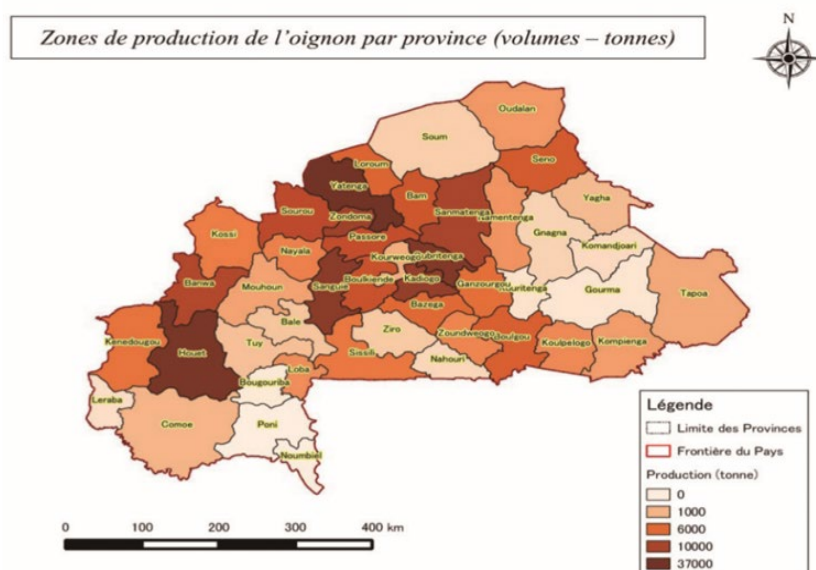 Zones de production de l'oignon par province (volumes – tonnes)
N
Oudalan
Soum
Loroum
Seno
Yatenga
Bam
Yagha
Sourou
Zondoma
Sanmatenga
Namentenga
Gnagna
Kossi
Passore
Komandjoari
Nayala
Kourweogo
Oubritenga
Banwa
Mouhoun
Sanguie
Boulkiende
Kadiogo
Ganzourgou
Kouritenga
Gourma
Tapoa
Bazega
Bale
Ziro
Zoundweogo
Boulgou
Kenedougou
Houet
Tuy
Sissili
Nahouri
Koulpelogo
Kompienga
Loba
Bougouriba
Leraba
Comoe
Poni
Noumbiel
Légende
Limite des Provinces
Frontière du Pays
Production (tonne)
0
1000
6000
10000
37000
0 100 200 300 400 km